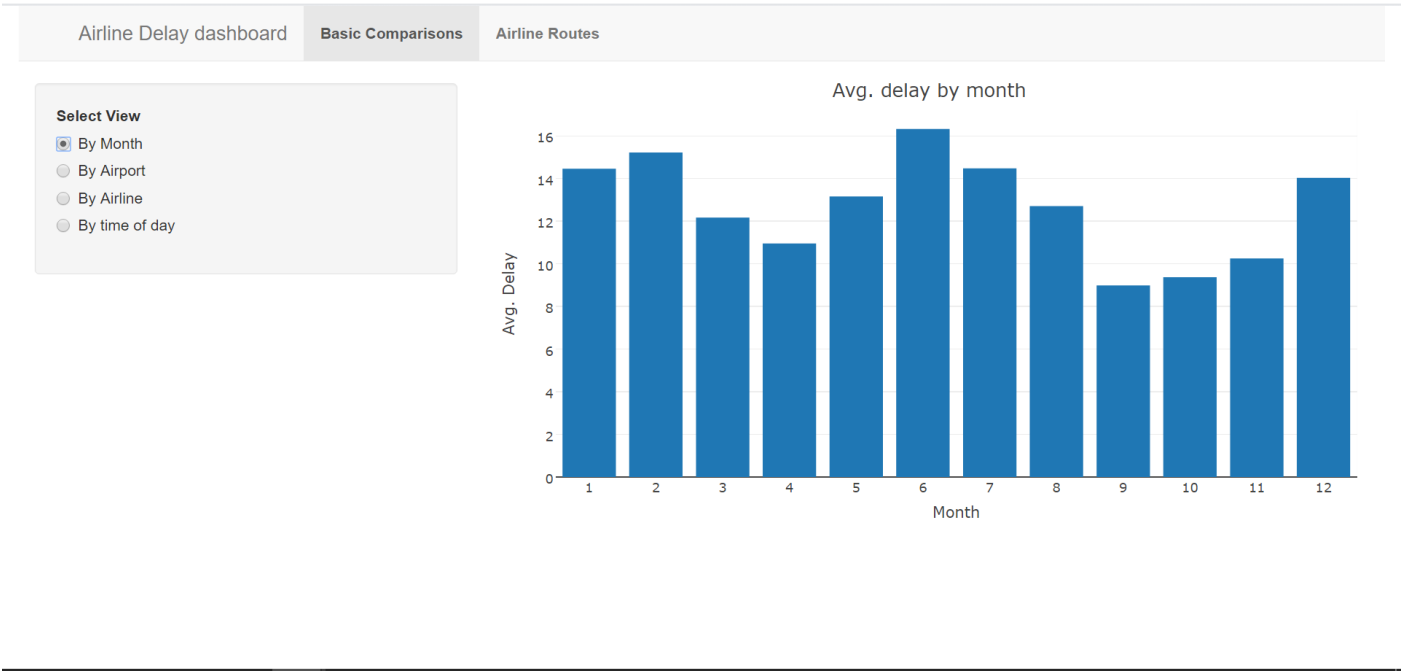 Airline Delay dashboard Basic Comparisons Airline Routes
Select View
By Month
By Airport
By Airline
By time of day
Avg. delay by month
Avg. Delay
16
14
12
10
8
6
4
2
0
1 2 3 4 5 6 7 8 9 10 11 12
Month